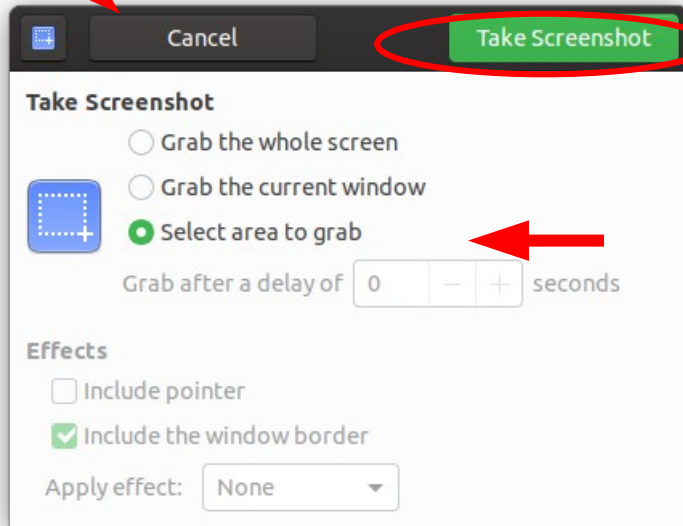 Cancel Take Screenshot
Take Screenshot
Grab the whole screen
Grab the current window
Select area to grab
Grab after a delay of 0 − + seconds
Effects
Include pointer
Include the window border
Apply effect: None